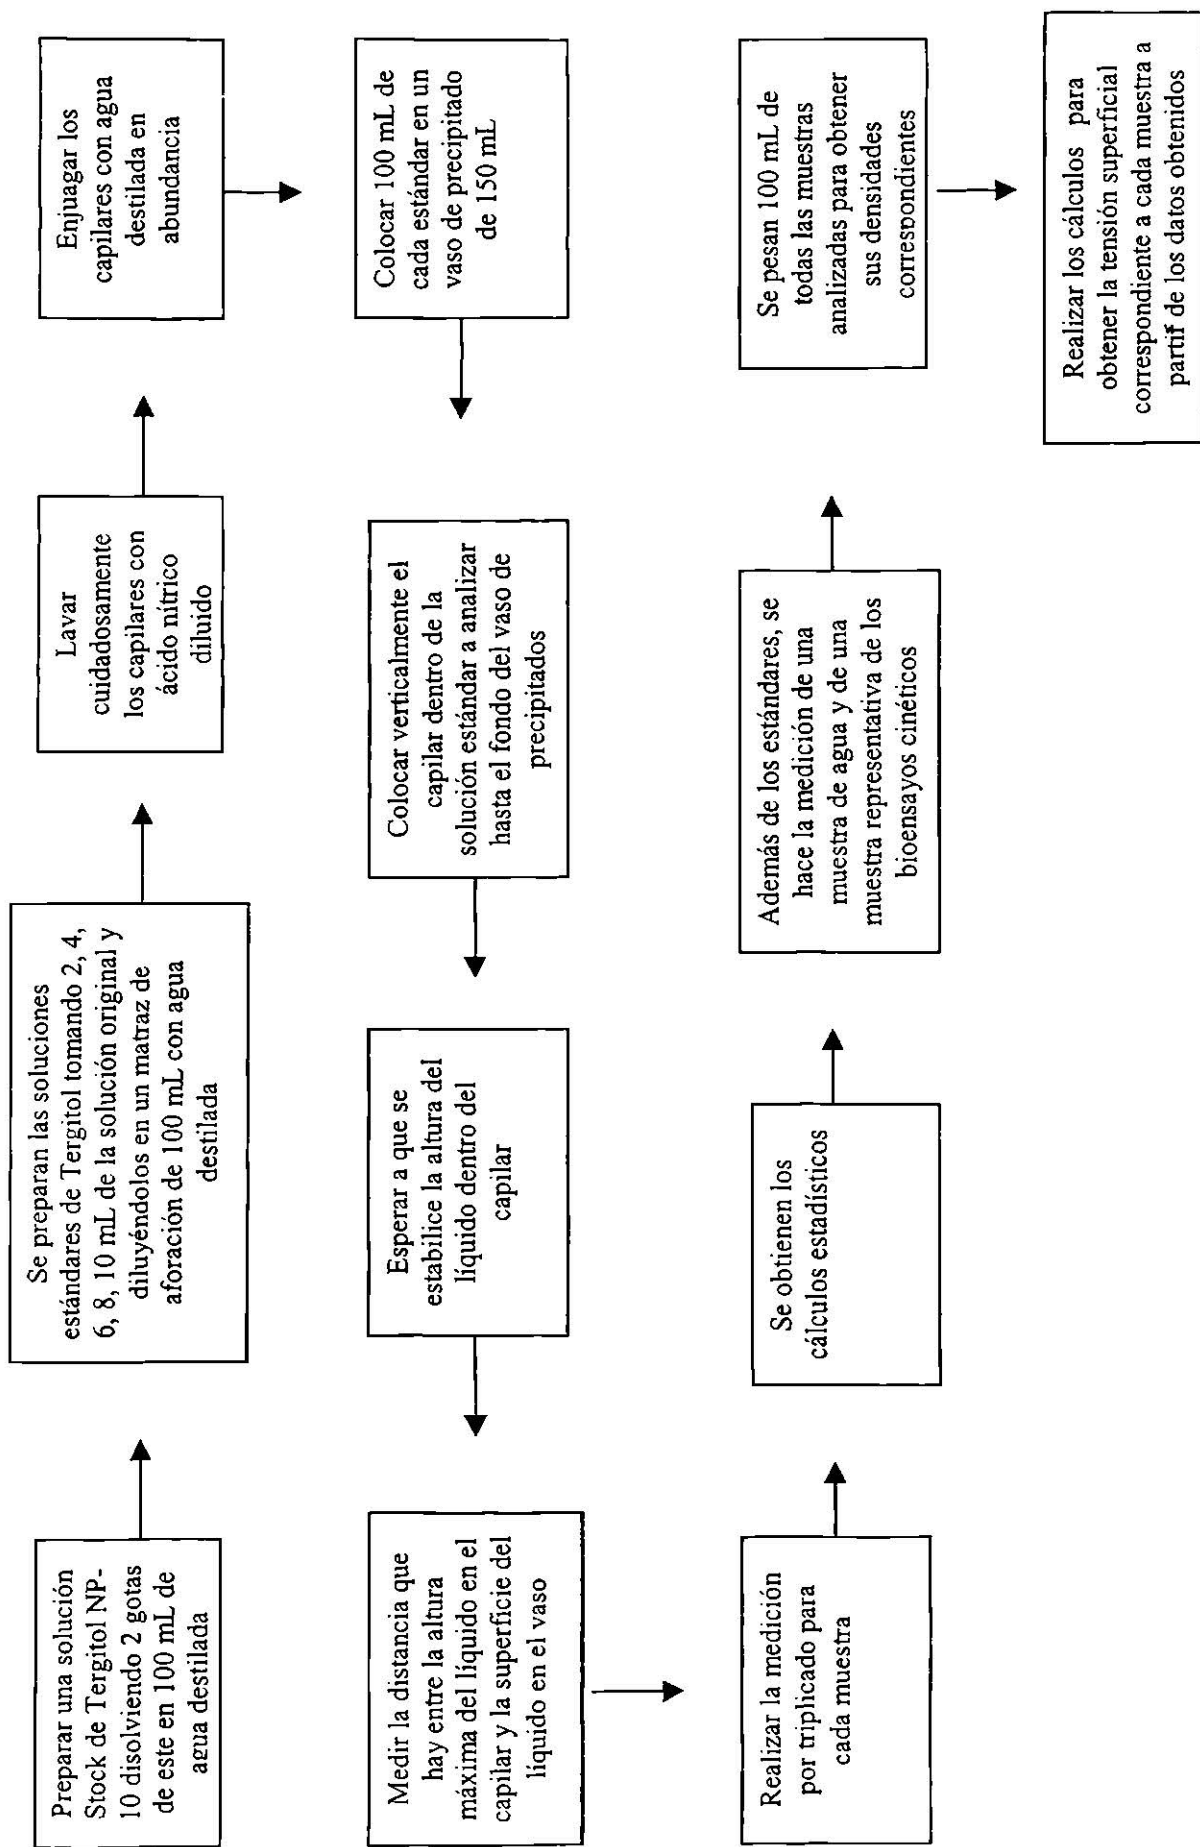 Preparar una solución
Stock de Tergitol NP-
10 disolviendo 2 gotas
de este en 100 mL de
agua destilada
Se preparan las soluciones
estándares de Tergitol tomando 2, 4,
6, 8, 10 mL de la solución original y
diluyéndolos en un matraz de
aforación de 100 mL con agua
destilada
Lavar
cuidadosamente
los capilares con
ácido nítrico
diluido
Enjuagar los
capilares con agua
destilada en
abundancia
Colocar 100 mL de
cada estándar en un
vaso de precipitado
de 150 mL
Colocar verticalmente el
capilar dentro de la
solución estándar a analizar
hasta el fondo del vaso de
precipitados
Esperar a que se
estabilice la altura del
líquido dentro del
capilar
Medir la distancia que
hay entre la altura
máxima del líquido en el
capilar y la superficie del
líquido en el vaso
Realizar la medición
por triplicado para
cada muestra
Se obtienen los
cálculos estadísticos
Además de los estándares, se
hace la medición de una
muestra de agua y de una
muestra representativa de los
bioensayos cinéticos
Se pesan 100 mL de
todas las muestras
analizadas para obtener
sus densidades
correspondientes
Realizar los cálculos para
obtener la tensión superficial
correspondiente a cada muestra a
partif de los datos obtenidos